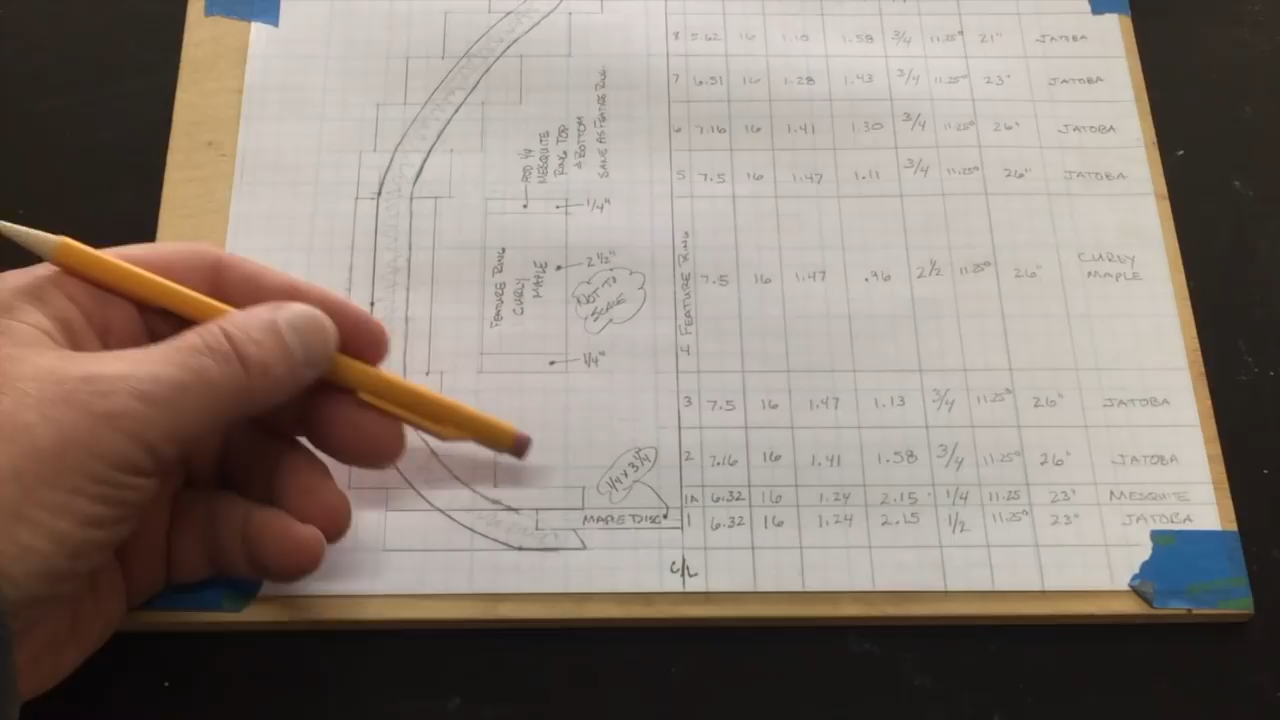 8 5.62 16 1.10 1.58 3/4 11.25° 21" JATOBA
7 6.51 16 1.28 1.43 3/4 11.25° 23" JATOBA
6 7.16 16 1.41 1.30 3/4 11.25° 26" JATOBA
5 7.5 16 1.47 1.11 3/4 11.25° 26" JATOBA
FEATURE RING
7.5 16 1.47 .96 2 1/2 11.25° 26" CURLY
MAPLE
3 7.5 16 1.47 1.13 3/4 11.25° 26" JATOBA
2 7.16 16 1.41 1.58 3/4 11.25° 26" JATOBA
1A 6.32 16 1.24 2.15 1/4 11.25 23" MESQUITE
1 6.32 16 1.24 2.15 1/2 11.25° 23" JATOBA
C/L
ADD 1/4
MESQUITE
RING TOP
& BOTTOM
SAME AS FEATURE RING.
1/4"
FEATURE RING
CURLY
MAPLE
2 1/2"
NOT TO
SCALE
1/4"
1/4 X 3 1/4
MAPLE DISC